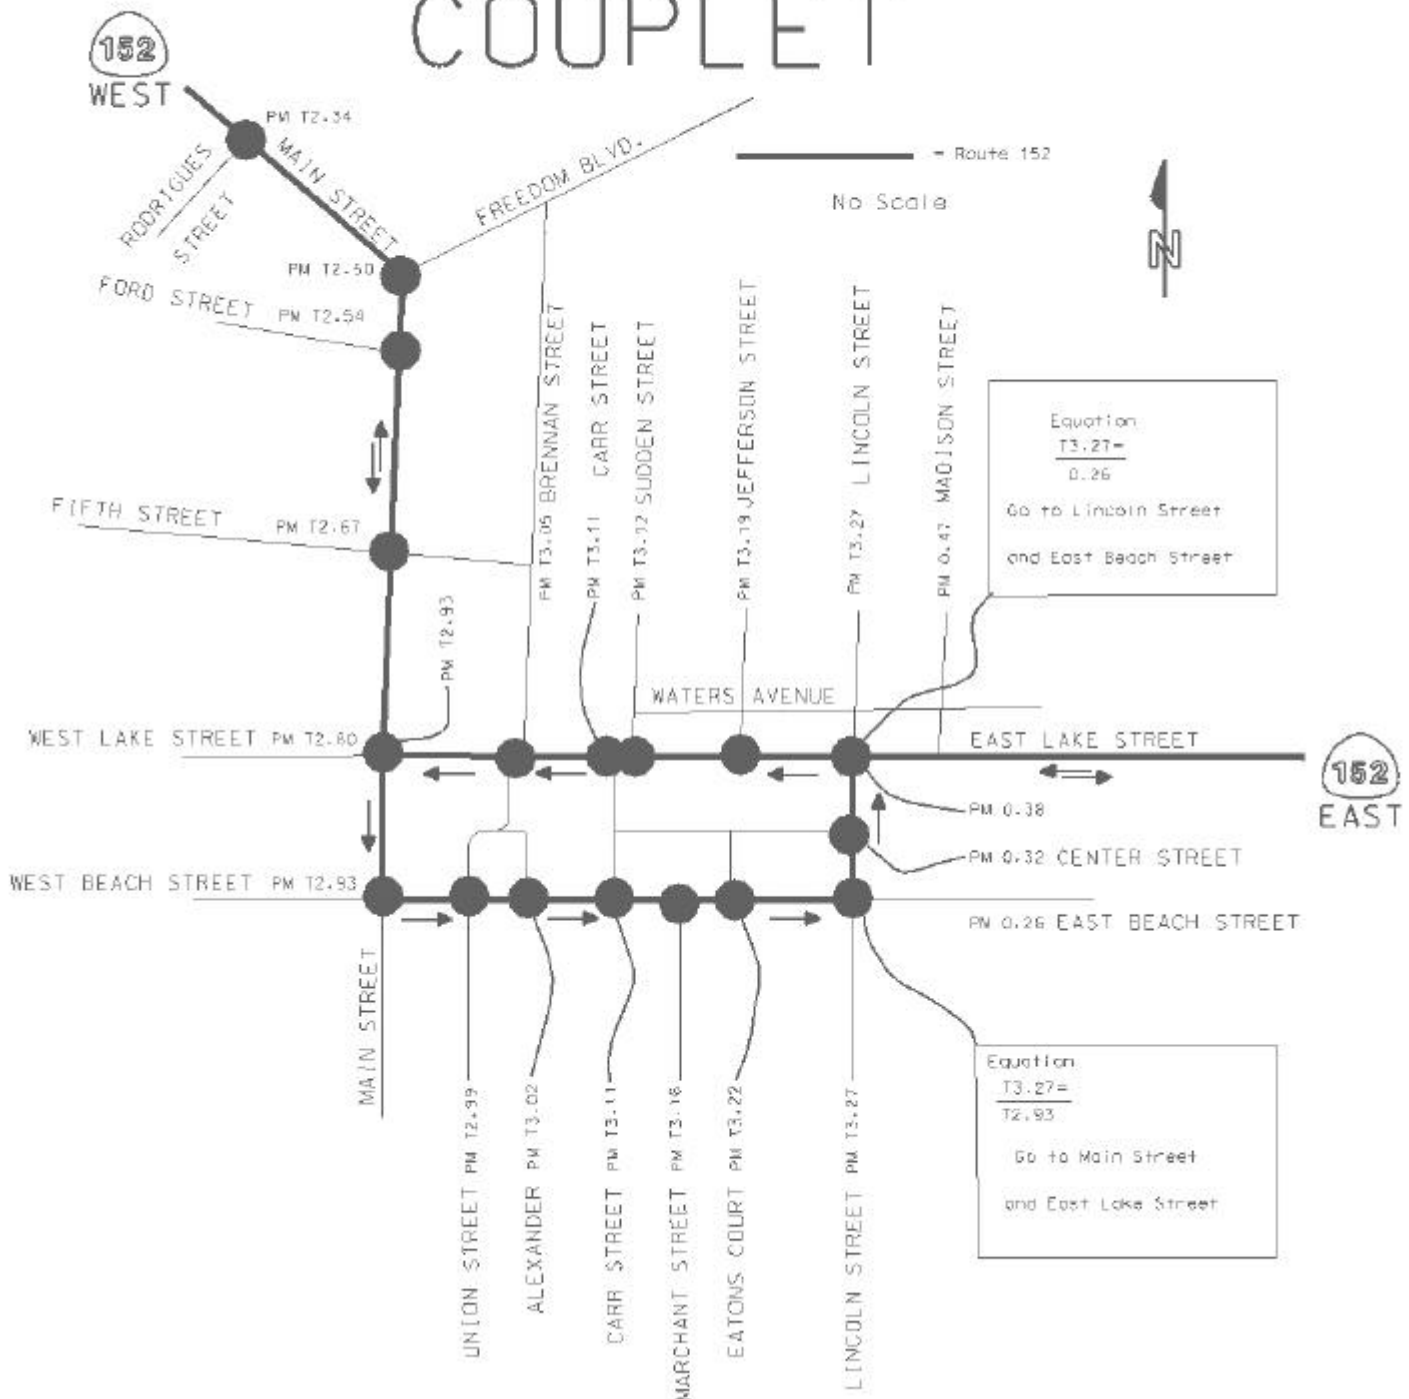 COUPLET
152
WEST
PM T2.34
RODRIGUES
STREET
MAIN STREET
FREEDOM BLVD.
= Route 152
No Scale
N
PM T2.50
FORD STREET PM T2.54
FIFTH STREET PM T2.67
PM T2.93
PM T3.05 BRENNAN STREET
PM T3.11 CARR STREET
PM T3.12 SUDDEN STREET
PM T3.19 JEFFERSON STREET
PM T3.27 LINCOLN STREET
PM 0.47 MADISON STREET
Equation
T3.27=
0.26
Go to Lincoln Street
and East Beach Street
WATERS AVENUE
WEST LAKE STREET PM T2.80
EAST LAKE STREET
152
EAST
PM 0.38
PM 0.32 CENTER STREET
WEST BEACH STREET PM T2.93
PM 0.26 EAST BEACH STREET
MAIN STREET
UNION STREET PM T2.99
ALEXANDER PM T3.02
CARR STREET PM T3.11
MARCHANT STREET PM T3.16
EATONS COURT PM T3.22
LINCOLN STREET PM T3.27
Equation
T3.27=
T2.93
Go to Main Street
and East Lake Street